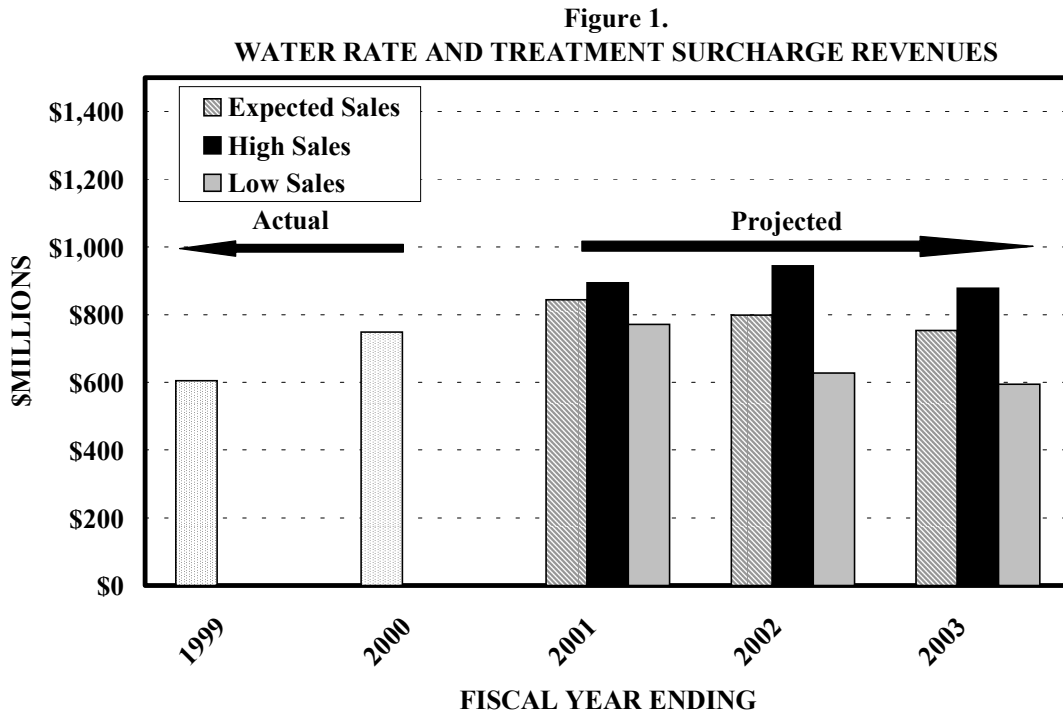 Figure 1.
WATER RATE AND TREATMENT SURCHARGE REVENUES
$MILLIONS
$1,400
$1,200
$1,000
$800
$600
$400
$200
$0
Expected Sales
High Sales
Low Sales
Actual
Projected
1999
2000
2001
2002
2003
FISCAL YEAR ENDING